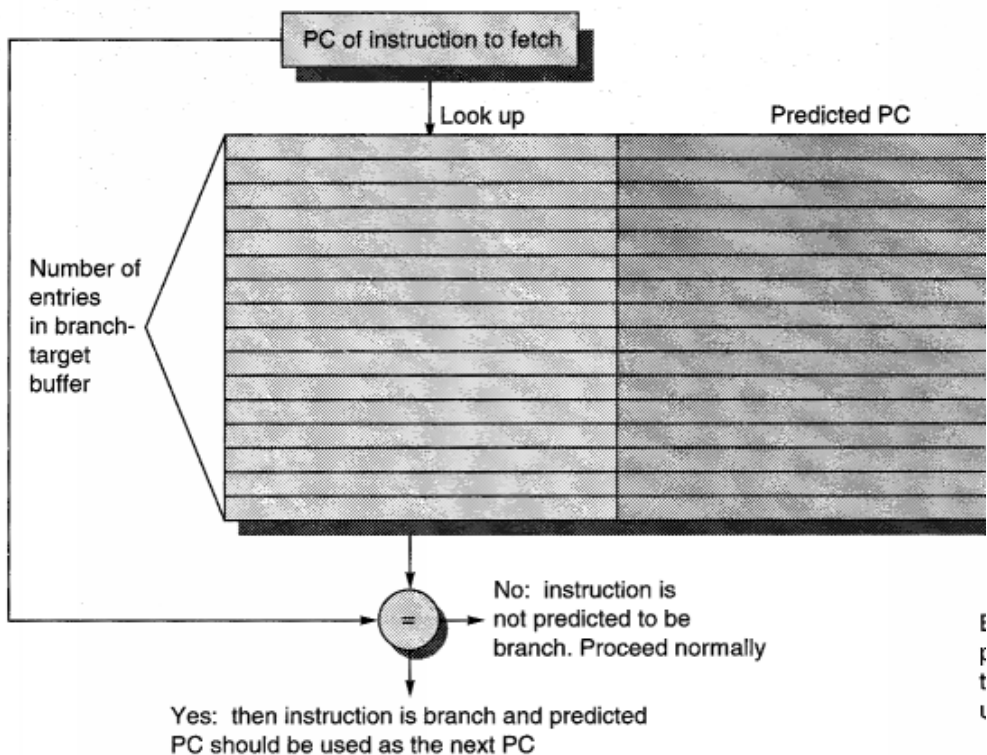 PC of instruction to fetch
Look up
Predicted PC
Number of
entries
in branch-
target
buffer
=
No: instruction is
not predicted to be
branch. Proceed normally
Yes: then instruction is branch and predicted
PC should be used as the next PC